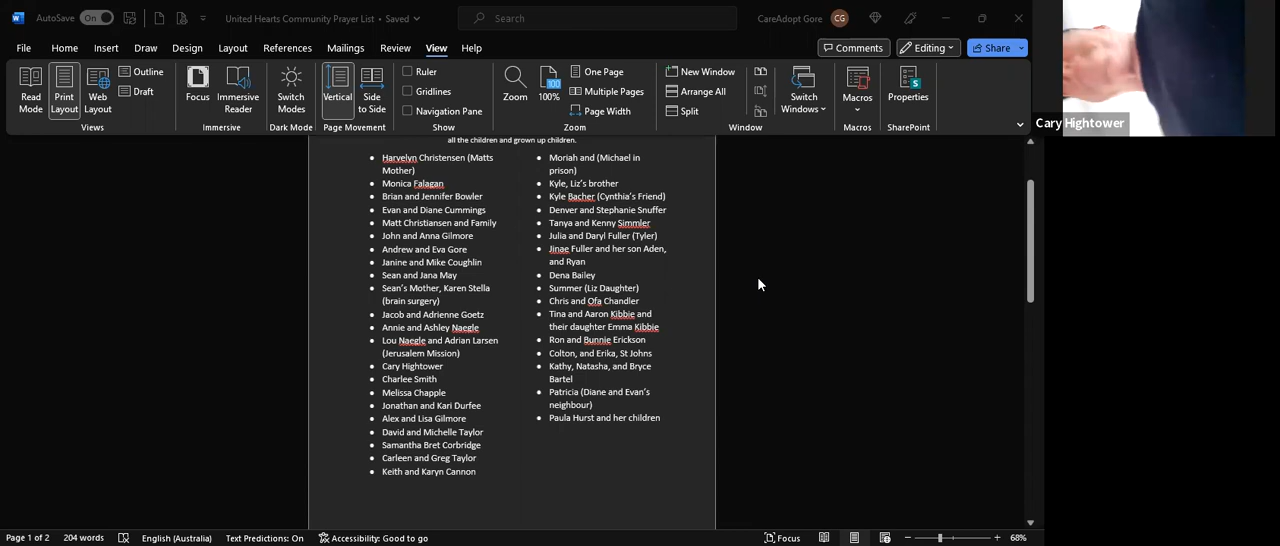 AutoSave On United Hearts Community Prayer List • Saved Search CareAdopt Gore CG
File Home Insert Draw Design Layout References Mailings Review View Help Comments Editing Share
Read Mode Print Layout Web Layout Outline Draft Focus Immersive Reader Switch Modes Vertical Side to Side Ruler Gridlines Navigation Pane Zoom 100 100% One Page Multiple Pages Page Width New Window Arrange All Split Switch Windows Macros Properties
Views Immersive Dark Mode Page Movement Show Zoom Window Macros SharePoint
Cary Hightower
all the children and grown up children.
• Harvelyn Christensen (Matts
Mother)
• Monica Falagan
• Brian and Jennifer Bowler
• Evan and Diane Cummings
• Matt Christiansen and Family
• John and Anna Gilmore
• Andrew and Eva Gore
• Janine and Mike Coughlin
• Sean and Jana May
• Sean's Mother, Karen Stella
(brain surgery)
• Jacob and Adrienne Goetz
• Annie and Ashley Naegle
• Lou Naegle and Adrian Larsen
(Jerusalem Mission)
• Cary Hightower
• Charlee Smith
• Melissa Chapple
• Jonathan and Kari Durfee
• Alex and Lisa Gilmore
• David and Michelle Taylor
• Samantha Bret Corbridge
• Carleen and Greg Taylor
• Keith and Karyn Cannon
• Moriah and (Michael in
prison)
• Kyle, Liz's brother
• Kyle Bacher (Cynthia's Friend)
• Denver and Stephanie Snuffer
• Tanya and Kenny Simmler
• Julia and Daryl Fuller (Tyler)
• Jinae Fuller and her son Aden,
and Ryan
• Dena Bailey
• Summer (Liz Daughter)
• Chris and Ofa Chandler
• Tina and Aaron Kibbie and
their daughter Emma Kibbie
• Ron and Bunnie Erickson
• Colton, and Erika, St Johns
• Kathy, Natasha, and Bryce
Bartel
• Patricia (Diane and Evan's
neighbour)
• Paula Hurst and her children
Page 1 of 2 204 words English (Australia) Text Predictions: On Accessibility: Good to go Focus 68%